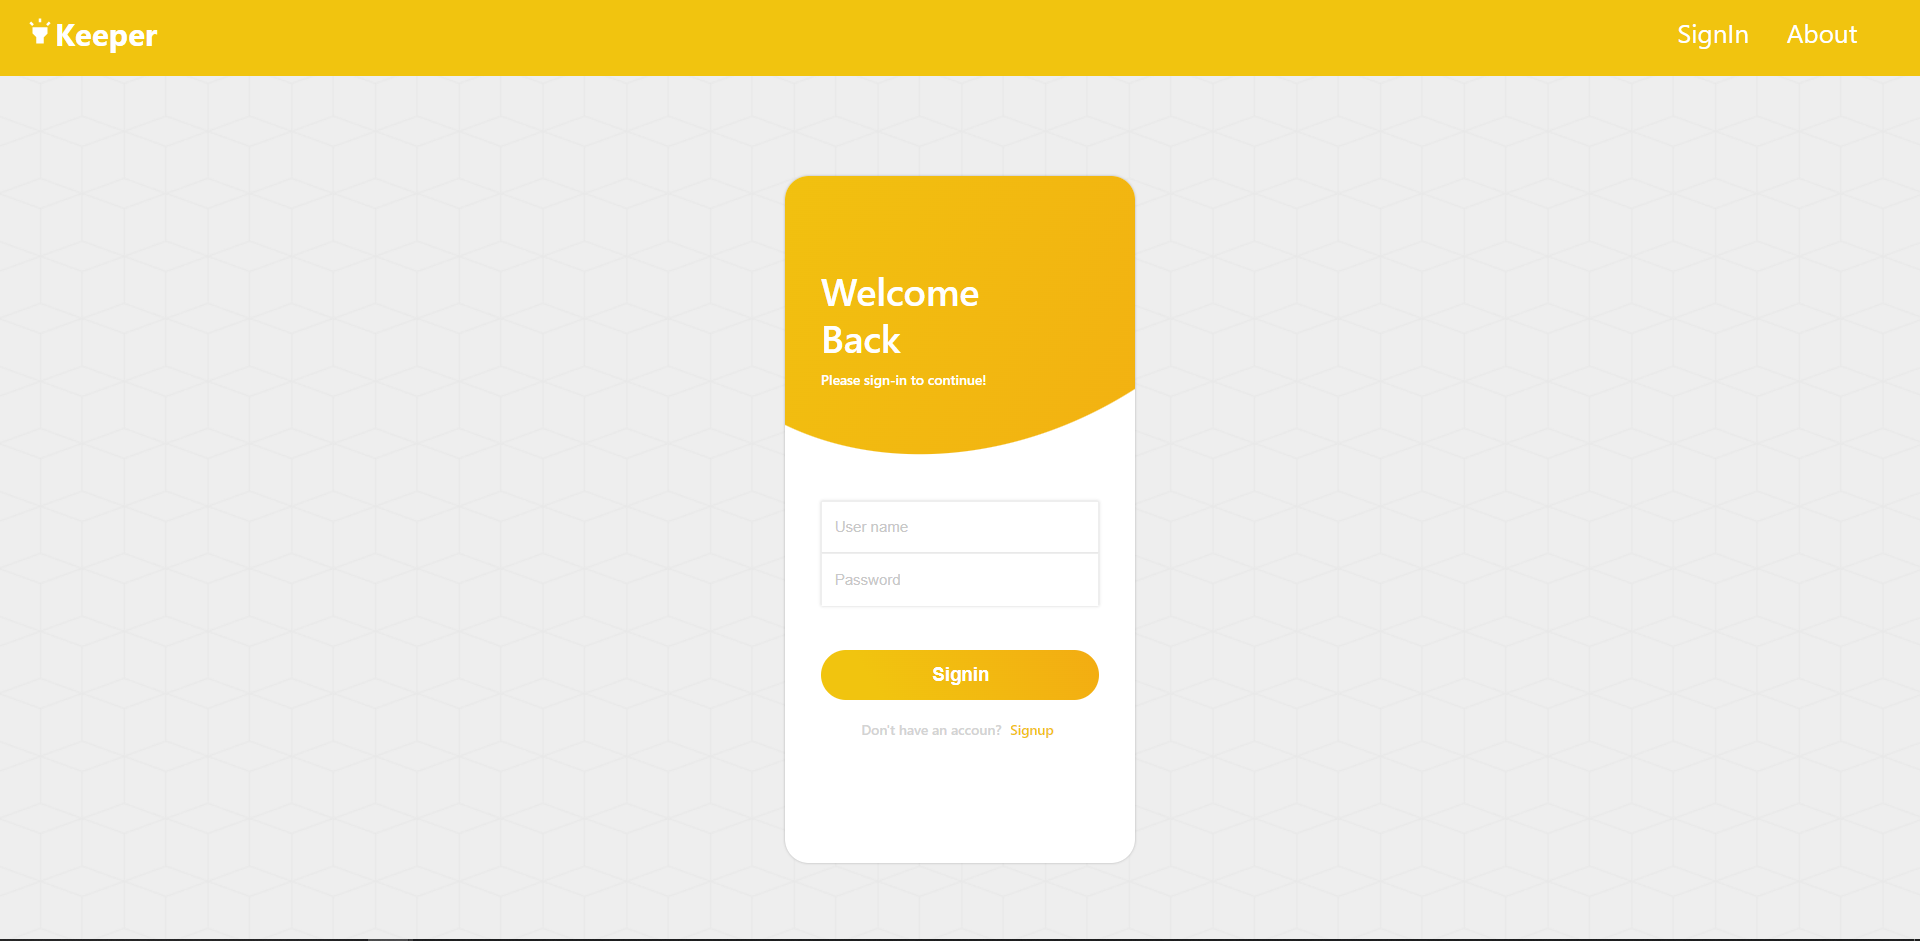 Keeper
SignIn
About
Welcome
Back
Please sign-in to continue!
User name
Password
Signin
Don't have an accoun? Signup